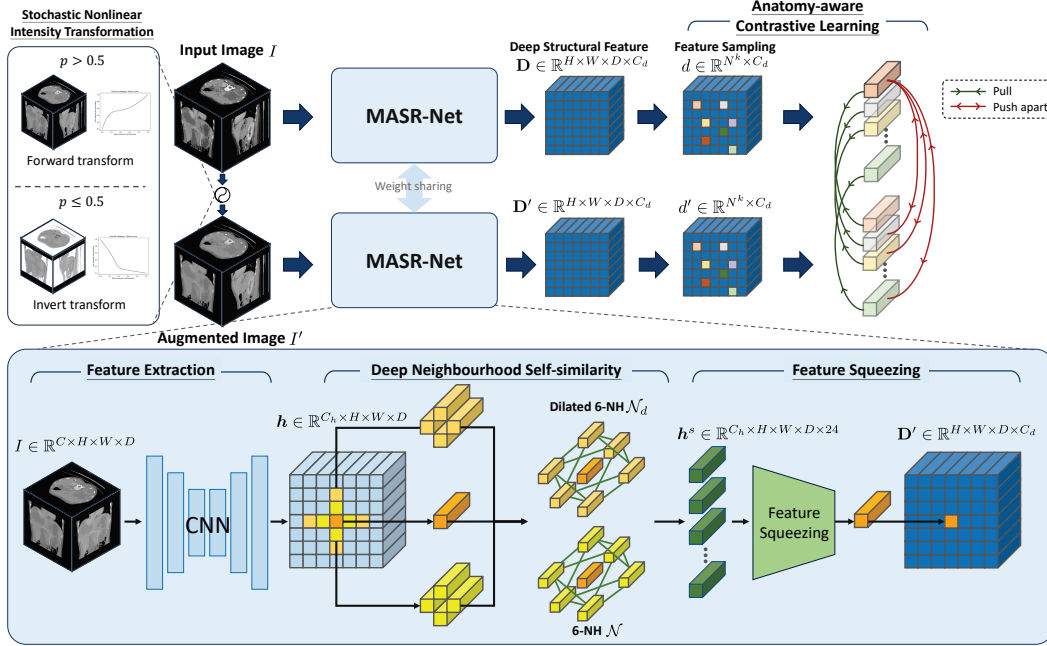 Stochastic Nonlinear
Intensity Transformation
p > 0.5
Forward transform
p ≤ 0.5
Invert transform
Input Image I
Augmented Image I′
MASR-Net
Weight sharing
MASR-Net
Deep Structural Feature
D ∈ ℝ^{H×W×D×C_d}
D′ ∈ ℝ^{H×W×D×C_d}
Anatomy-aware
Contrastive Learning
Feature Sampling
d ∈ ℝ^{N^k×C_d}
d′ ∈ ℝ^{N^k×C_d}
Pull
Push apart
Feature Extraction
I ∈ ℝ^{C×H×W×D}
CNN
Deep Neighbourhood Self-similarity
h ∈ ℝ^{C_h×H×W×D}
Dilated 6-NH 𝒩_d
6-NH 𝒩
Feature Squeezing
h^s ∈ ℝ^{C_h×H×W×D×24}
Feature
Squeezing
D′ ∈ ℝ^{H×W×D×C_d}